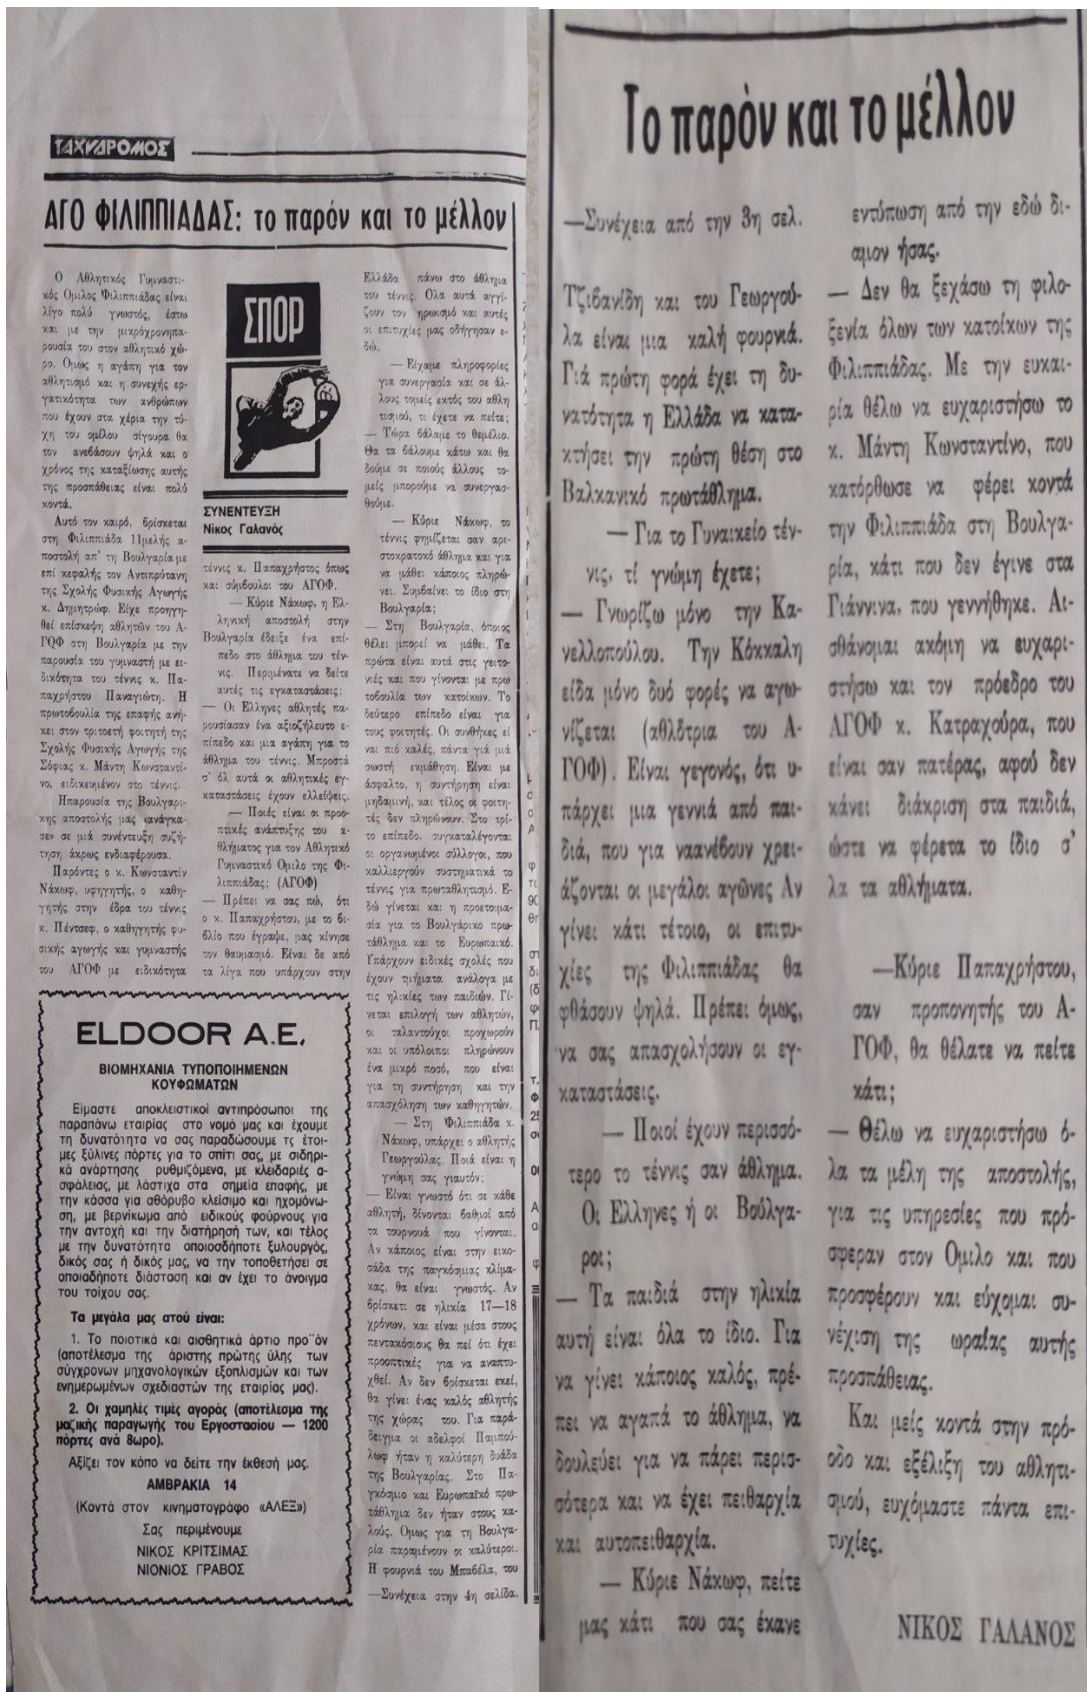 ΤΑΧΥΔΡΟΜΟΣ
ΑΓΟ ΦΙΛΙΠΠΙΑΔΑΣ: το παρόν και το μέλλον
Ο Αθλητικός Γυμναστι-
κός Ομιλος Φιλιππιάδας είναι
λίγο πολύ γνωστός, έστω
και με την μικρόχρονηπα-
ρουσία του στον αθλητικό χώ-
ρο. Ομως η αγάπη για τον
αθλητισμό και η συνεχής ερ-
γατικότητα των ανθρώπων
που έχουν στα χέρια την τύ-
χη του ομίλου σίγουρα θα
τον ανεβάσουν ψηλά και ο
χρόνος της καταξίωσης αυτής
της προσπάθειας είναι πολύ
κοντά.
Αυτό τον καιρό, βρίσκεται
στη Φιλιππιάδα 11μελής α-
ποστολή απ' τη Βουλγαρία με
επί κεφαλής τον Αντιπρύτανη
της Σχολής Φυσικής Αγωγής
κ. Δημητρώφ. Είχε προηγη-
θεί επίσκεψη αθλητών του Α-
ΓΟΦ στη Βουλγαρία με την
παρουσία του γυμναστή με ει-
δικότητα του τέννις κ. Πα-
παχρήστου Παναγιώτη. Η
πρωτοβουλία της επαφής ανή-
κει στον τριτοετή φοιτητή της
Σχολής Φυσικής Αγωγής της
Σόφιας κ. Μάντη Κωνσταντί-
νο, ειδικευμένον στο τέννις.
Ηπαρουσία της Βουλγαρι-
κης αποστολής μας «ανάγκα-
σε» σε μιά συνέντευξη συζή-
τηση άκρως ενδιαφέρουσα.
Παρόντες ο κ. Κωνσταντίν
Νάκωφ, υφηγητής, ο καθη-
γητής στην έδρα του τέννις
κ. Πέντσεφ, ο καθηγητής φυ-
σικής αγωγής και γυμναστής
του ΑΓΟΦ με ειδικότητα
ΣΠΟΡ
ΣΥΝΕΝΤΕΥΞΗ
Νίκος Γαλανός
τέννις κ. Παπαχρήστος όπως
και σύμβουλοι του ΑΓΟΦ.
— Κύριε Νάκωφ, η Ελ-
ληνική αποστολή στην
Βουλγαρία έδειξε ένα επί-
πεδο στο άθλημα του τέν-
νις. Περιμένατε να δείτε
αυτές τις εγκαταστάσεις;
— Οι Ελληνες αθλητές πα-
ρουσίασαν ένα αξιοζήλευτο ε-
πίπεδο και μια αγάπη για το
άθλημα του τέννις. Μπροστά
σ' όλ αυτά οι αθλητικές εγ-
καταστάσεις έχουν ελλείψεις.
— Ποιές είναι οι προο-
πτικές ανάπτυξης του α-
θλήματος για τον Αθλητικό
Γυμναστικό Ομιλο της Φι-
λιππιάδας; (ΑΓΟΦ)
— Πρέπει να σας πώ, ότι
ο κ. Παπαχρήστου, με το βι-
βλίο που έγραψε, μας κίνησε
τον θαυμασμό. Είναι δε από
τα λίγα που υπάρχουν στην
Ελλάδα πάνω στο άθλημα
του τέννις. Ολα αυτά αγγί-
ζουν τον ηρωισμό και αυτές
οι επιτυχίες μας οδήγησαν ε-
δώ.
— Είχαμε πληροφορίες
για συνεργασία και σε άλ-
λους τομείς εκτός του αθλη
τισμού, τι έχετε να πείτε;
— Τώρα βάλαμε το θεμέλιο.
Θα τα βάλουμε κάτω και θα
δούμε σε ποιούς άλλους το-
μείς μπορούμε να συνεργασ-
θούμε.
— Κύριε Νάκωφ, το
τέννις φημίζεται σαν αρι-
στοκρατικό άθλημα και για
να μάθει κάποιος πληρώ-
νει. Συμβαίνει το ίδιο στη
Βουλγαρία;
— Στη Βουλγαρία, όποιος
θέλει μπορεί να μάθει. Τα
πρώτα είναι αυτά στις γειτο-
νιές και που γίνονται με πρω
τοβουλία των κατοίκων. Το
δεύτερο επίπεδο είναι για
τους φοιτητές. Οι συνθήκες εί
ναι πιό καλές, πάντα γιά μιά
σωστή εκμάθηση. Είναι με
άσφαλτο, η συντήρηση είναι
μηδαμινή, και τέλος οι φοιτη-
τές δεν πληρώνουν. Στο τρί-
το επίπεδο, συγκαταλέγονται
οι οργανωμένοι σύλλογοι, που
καλλιεργούν συστηματικά το
τέννις για πρωταθλητισμό. Ε-
δώ γίνεται και η προετοιμα-
σία για το Βουλγάρικο πρω-
τάθλημα και το Ευρωπαικό.
Υπάρχουν ειδικές σχολές που
έχουν τμήματα ανάλογα με
τις ηλικίες των παιδιών. Γί-
νεται επιλογή των αθλητών,
οι ταλαντούχοι προχωρούν
και οι υπόλοιποι πληρώνουν
ένα μικρό ποσό, που είναι
για τη συντήρηση και την
απασχόληση των καθηγητών.
— Στη Φιλιππιάδα κ.
Νάκωφ, υπάρχει ο αθλητής
Γεωργούλας. Ποιά είναι η
γνώμη σας γιαυτόν;
— Είναι γνωστό ότι σε κάθε
αθλητή, δίνονται βαθμοί από
τα τουρνουά που γίνονται.
Αν κάποιος είναι στην εικο-
σάδα της παγκόσμιας κλίμα-
κας, θα είναι γνωστός. Αν
βρίσκετι σε ηλικία 17—18
χρόνων, και είναι μέσα στους
πεντακόσιους θα πεί ότι έχει
προοπτικές για να αναπτυ-
χθεί. Αν δεν βρίσκεται εκεί,
θα γίνει ένας καλός αθλητής
της χώρας του. Για παρά-
δειγμα οι αδελφοί Παμπού-
λωφ ήταν η καλύτερη δυάδα
της Βουλγαρίας. Στο Πα-
γκόσμιο και Ευρωπαϊκό πρω-
τάθλημα δεν ήταν στους κα-
λούς. Ομως για τη Βουλγα-
ρία παραμένουν οι καλύτεροι.
Η φουρνιά του Μπαβέλα, του
—Συνέχεια στην 4η σελίδα.
ELDOOR A.E.
ΒΙΟΜΗΧΑΝΙΑ ΤΥΠΟΠΟΙΗΜΕΝΩΝ
ΚΟΥΦΩΜΑΤΩΝ
Είμαστε αποκλειστικοί αντιπρόσωποι της
παραπάνω εταιρίας στο νομό μας και έχουμε
τη δυνατότητα να σας παραδώσουμε τς έτοι-
μες ξύλινες πόρτες για το σπίτι σας, με σιδηρι-
κά ανάρτησης ρυθμιζόμενα, με κλειδαριές α-
σφάλειας, με λάστιχα στα σημεία επαφής, με
την κάσσα για αθόρυβο κλείσιμο και ηχομόνω-
ση, με βερνίκωμα από ειδικούς φούρνους για
την αντοχή και την διατήρησή των, και τέλος
με την δυνατότητα οποιοσδήποτε ξυλουργός,
δικός σας ή δικός μας, να την τοποθετήσει σε
οποιαδήποτε διάσταση και αν έχει το άνοιγμα
του τοίχου σας.
Τα μεγάλα μας ατού είναι:
1. Το ποιοτικά και αισθητικά άρτιο προ¨όν
(αποτέλεσμα της άριστης πρώτης ύλης των
σύγχρονων μηχανολογικών εξοπλισμών και των
ενημερωμένων σχεδιαστών της εταιρίας μας).
2. Οι χαμηλές τιμές αγοράς (αποτέλεσμα της
μαζικής παραγωγής του Εργοστασίου — 1200
πόρτες ανά 8ωρο).
Αξίζει τον κόπο να δείτε την έκθεσή μας.
ΑΜΒΡΑΚΙΑ 14
(Κοντά στον κινηματογράφο «ΑΛΕΞ»)
Σας περιμένουμε
ΝΙΚΟΣ ΚΡΙΤΣΙΜΑΣ
ΝΙΟΝΙΟΣ ΓΡΑΒΟΣ
Το παρόν και το μέλλον
—Συνέχεια από την 3η σελ.
Τζιβανίδη και του Γεωργού-
λα είναι μια καλή φουρνιά.
Γιά πρώτη φορά έχει τη δυ-
νατότητα η Ελλάδα να κατα-
κτήσει την πρώτη θέση στο
Βαλκανικό πρωτάθλημα.
— Για το Γυναικείο τέν-
νις, τί γνώμη έχετε;
— Γνωρίζω μόνο την Κα-
νελλοπούλου. Την Κόκκαλη
είδα μόνο δυό φορές να αγω-
νίζεται (αθλότρια του Α-
ΓΟΦ). Είναι γεγονός, ότι υ-
πάρχει μια γεννιά από παι-
διά, που για ναανέβουν χρει-
άζονται οι μεγάλοι αγώνες Αν
γίνει κάτι τέτοιο, οι επιτυ-
χίες της Φιλιππιάδας θα
φθάσουν ψηλά. Πρέπει όμως,
να σας απασχολήσουν οι εγ-
καταστάσεις.
— Ποιοί έχουν περισσό-
τερο το τέννις σαν άθλημα.
Οι Ελληνες ή οι Βούλγα-
ροι;
— Τα παιδιά στην ηλικία
αυτή είναι όλα το ίδιο. Για
να γίνει κάποιος καλός, πρέ-
πει να αγαπά το άθλημα, να
δουλεύει για να πάρει περισ-
σότερα και να έχει πειθαρχία
και αυτοπειθαρχία.
— Κύριε Νάκωφ, πείτε
μας κάτι που σας έκανε
εντύπωση από την εδώ δι-
αμον ήσας.
— Δεν θα ξεχάσω τη φιλο-
ξενία όλων των κατοίκων της
Φιλιππιάδας. Με την ευκαι-
ρία θέλω να ευχαριστήσω το
κ. Μάντη Κωνσταντίνο, που
κατόρθωσε να φέρει κοντά
την Φιλιππιάδα στη Βουλγα-
ρία, κάτι που δεν έγινε στα
Γιάννινα, που γεννήθηκε. Αι-
σθάνομαι ακόμη να ευχαρι-
στήσω και τον πρόεδρο του
ΑΓΟΦ κ. Κατραχούρα, που
είναι σαν πατέρας, αφού δεν
κάνει διάκριση στα παιδιά,
ώστε να φέρετα το ίδιο σ'
λα τα αθλήματα.
—Κύριε Παπαχρήστου,
σαν προπονητής του Α-
ΓΟΦ, θα θέλατε να πείτε
κάτι;
— Θέλω να ευχαριστήσω ό-
λα τα μέλη της αποστολής,
για τις υπηρεσίες που πρό-
σφεραν στον Ομιλο και που
προσφέρουν και εύχομαι συ-
νέχιση της ωραίας αυτής
προσπάθειας.
Και μείς κοντά στην πρό-
οδο και εξέλιξη του αθλητι-
σμού, ευχόμαστε πάντα επι-
τυχίες.
ΝΙΚΟΣ ΓΑΛΑΝΟΣ